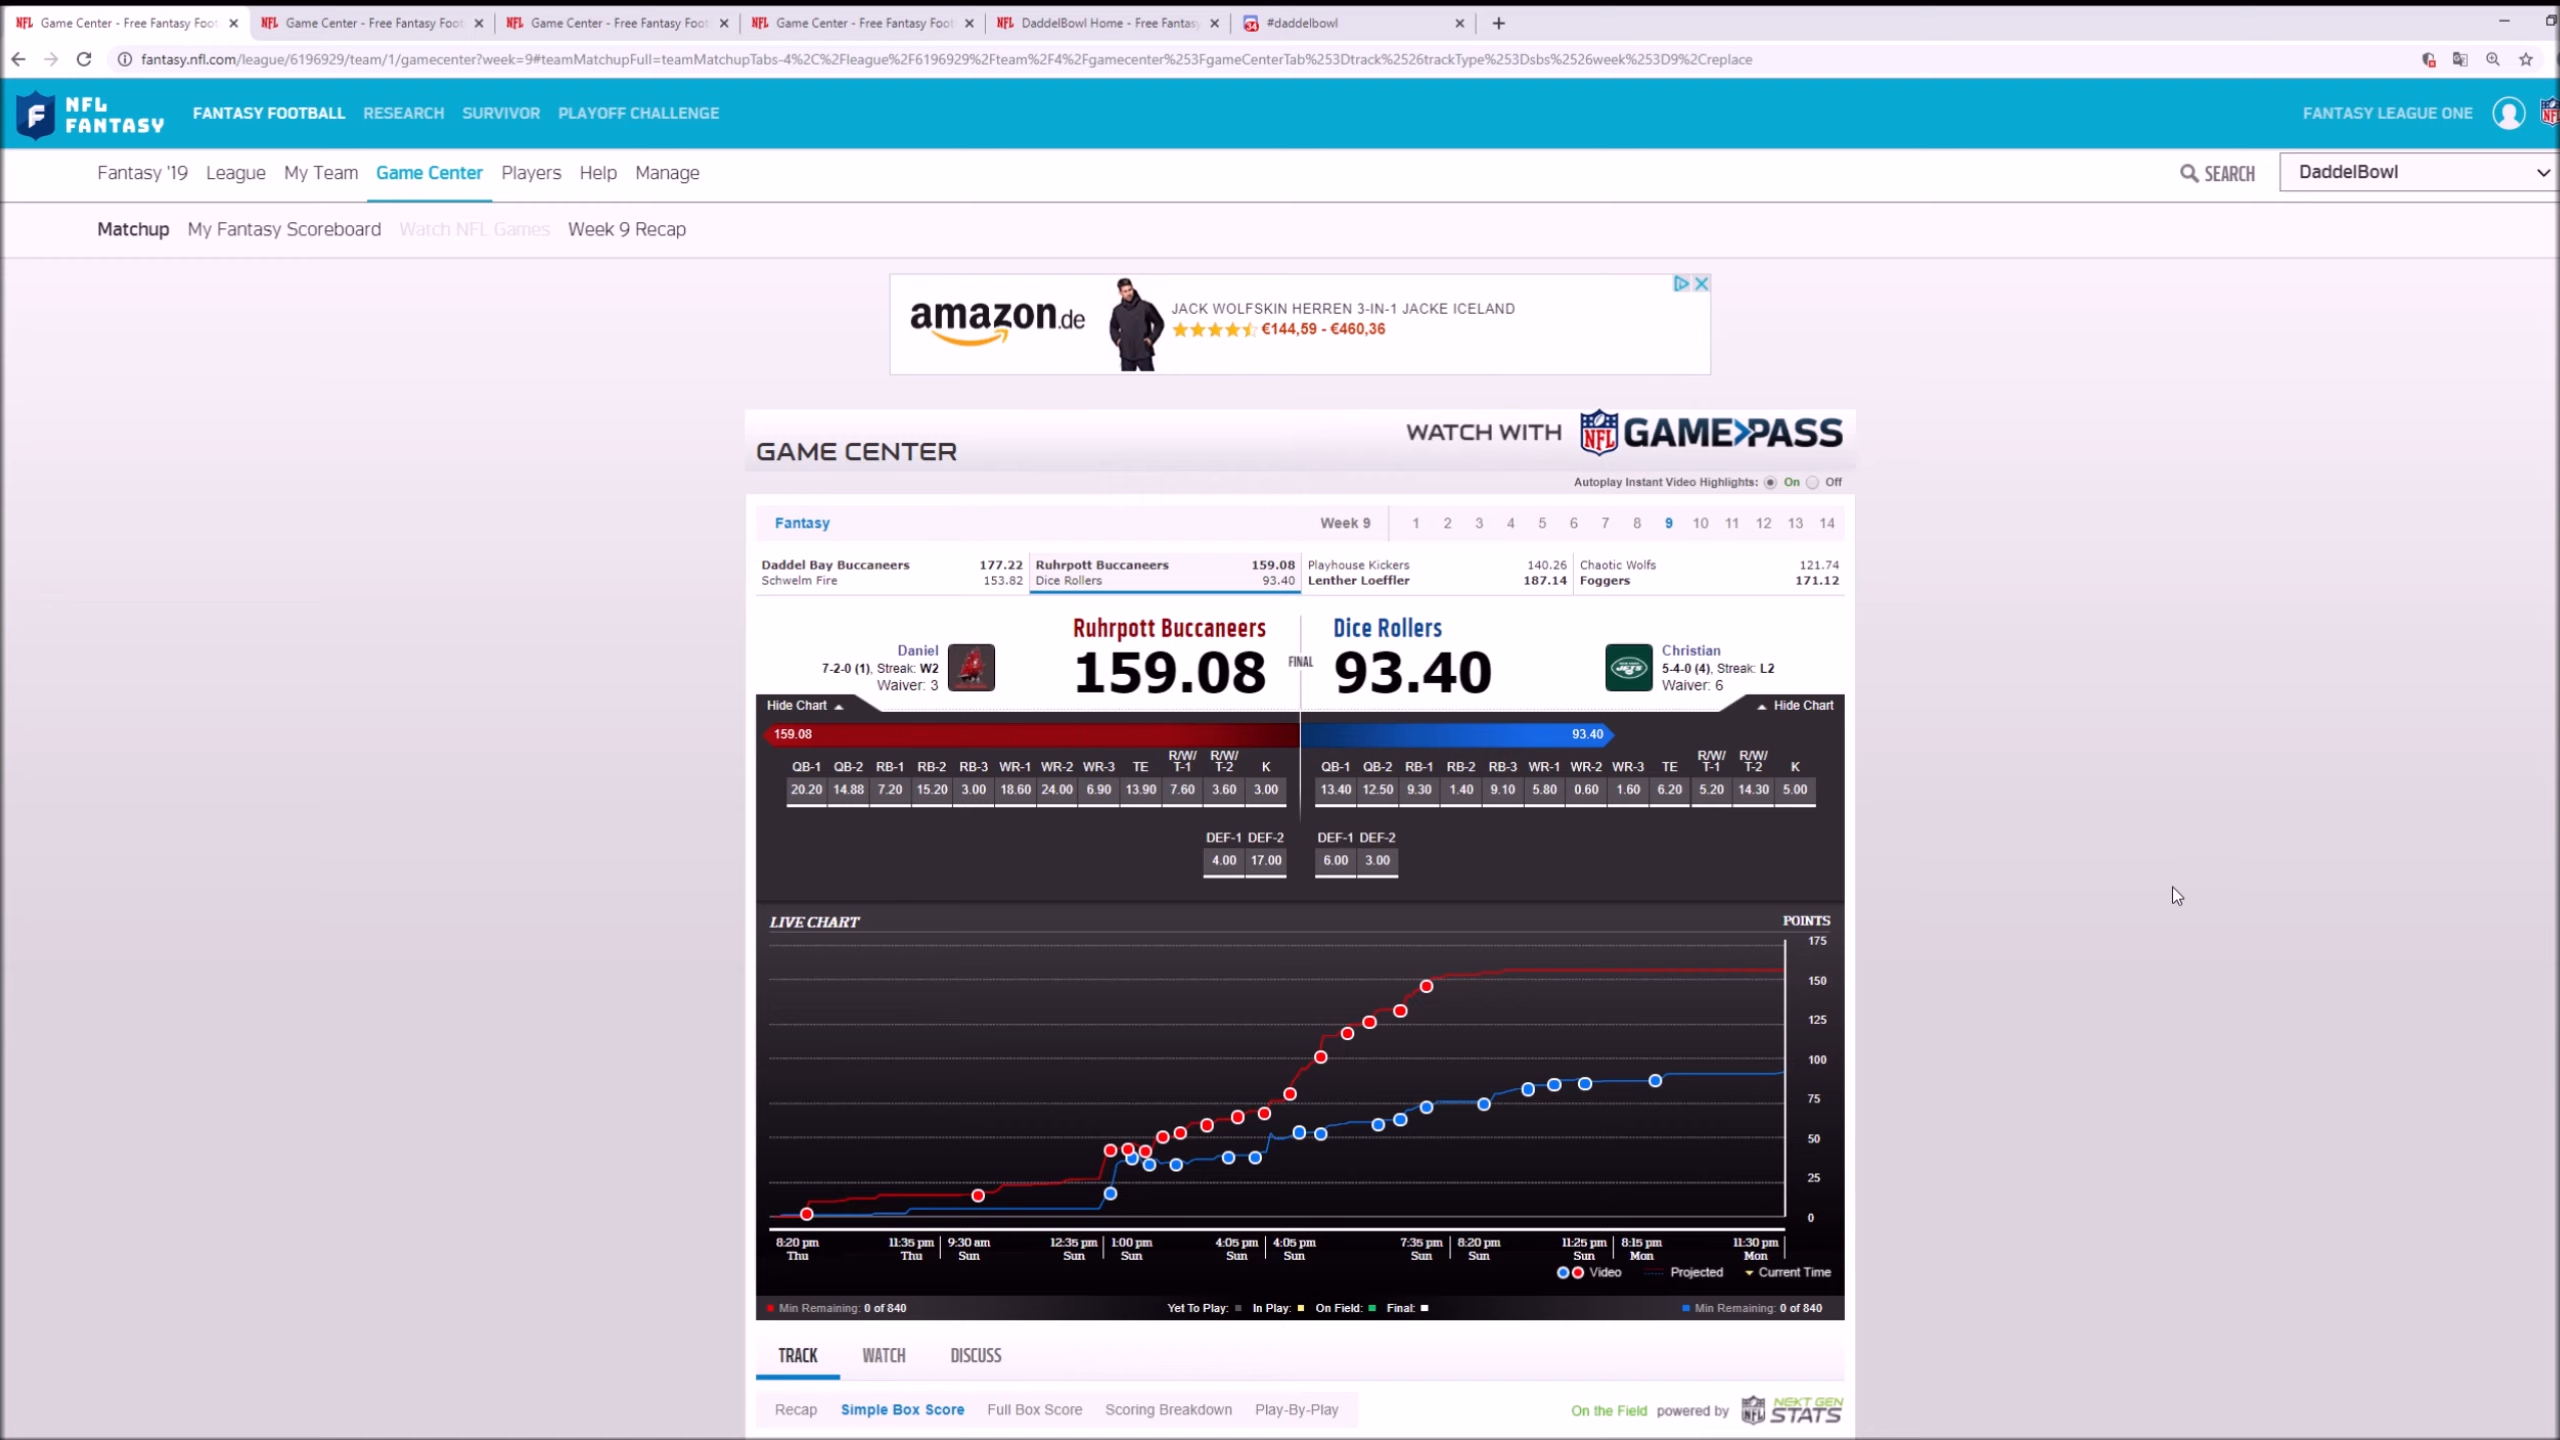 NFL Game Center - Free Fantasy Foot
NFL Game Center - Free Fantasy Foot
NFL Game Center - Free Fantasy Foot
NFL Game Center - Free Fantasy Foot
NFL DaddelBowl Home - Free Fantasy
#daddelbowl
fantasy.nfl.com/league/6196929/team/1/gamecenter?week=9#teamMatchupFull=teamMatchupTabs-4%2C%2Fleague%2F6196929%2Fteam%2F4%2Fgamecenter%253FgameCenterTab%253Dtrack%2526trackType%253Dsbs%2526week%253D9%2Creplace
F NFL FANTASY
FANTASY FOOTBALL RESEARCH SURVIVOR PLAYOFF CHALLENGE
FANTASY LEAGUE ONE
Fantasy '19 League My Team Game Center Players Help Manage
SEARCH
DaddelBowl
Matchup My Fantasy Scoreboard Watch NFL Games Week 9 Recap
amazon.de
JACK WOLFSKIN HERREN 3-IN-1 JACKE ICELAND
€144,59 - €460,36
GAME CENTER
WATCH WITH NFL GAME PASS
Autoplay Instant Video Highlights: On Off
Fantasy
Week 9 1 2 3 4 5 6 7 8 9 10 11 12 13 14
Daddel Bay Buccaneers 177.22 Ruhrpott Buccaneers 159.08 Playhouse Kickers 140.26 Chaotic Wolfs 121.74
Schwelm Fire 153.82 Dice Rollers 93.40 Lenther Loeffler 187.14 Foggers 171.12
Ruhrpott Buccaneers
159.08
Daniel
7-2-0 (1), Streak: W2
Waiver: 3
FINAL
Dice Rollers
93.40
JETS
Christian
5-4-0 (4), Streak: L2
Waiver: 6
Hide Chart
Hide Chart
159.08
93.40
QB-1 QB-2 RB-1 RB-2 RB-3 WR-1 WR-2 WR-3 TE R/W/T-1 R/W/T-2 K
20.20 14.88 7.20 15.20 3.00 18.60 24.00 6.90 13.90 7.60 3.60 3.00
QB-1 QB-2 RB-1 RB-2 RB-3 WR-1 WR-2 WR-3 TE R/W/T-1 R/W/T-2 K
13.40 12.50 9.30 1.40 9.10 5.80 0.60 1.60 6.20 5.20 14.30 5.00
DEF-1 DEF-2
4.00 17.00
DEF-1 DEF-2
6.00 3.00
LIVE CHART
POINTS
175
150
125
100
75
50
25
0
8:20 pm 11:35 pm 9:30 am 12:35 pm 1:00 pm 4:05 pm 4:05 pm 7:35 pm 8:20 pm 11:25 pm 8:15 pm 11:30 pm
Thu Thu Sun Sun Sun Sun Sun Sun Sun Sun Mon Mon
Video Projected Current Time
Min Remaining: 0 of 840
Yet To Play: In Play: On Field: Final:
Min Remaining: 0 of 840
TRACK WATCH DISCUSS
Recap Simple Box Score Full Box Score Scoring Breakdown Play-By-Play
On the Field powered by NFL NEXT GEN STATS